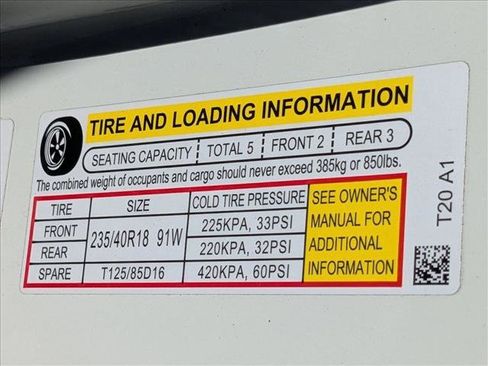 TIRE AND LOADING INFORMATION
SEATING CAPACITY TOTAL 5 FRONT 2 REAR 3
The combined weight of occupants and cargo should never exceed 385kg or 850lbs.
TIRE SIZE COLD TIRE PRESSURE
FRONT 235/40R18 91W 225KPA, 33PSI
REAR 220KPA, 32PSI
SPARE T125/85D16 420KPA, 60PSI
SEE OWNER'S
MANUAL FOR
ADDITIONAL
INFORMATION
T20 A1